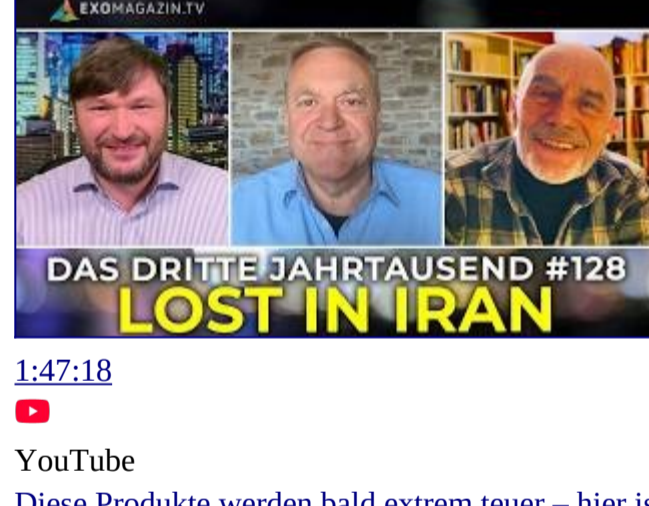 EXOMAGAZIN.TV
DAS DRITTE JAHRTAUSEND #128
LOST IN IRAN
1:47:18
YouTube
Diese Produkte werden bald extrem teuer – hier is